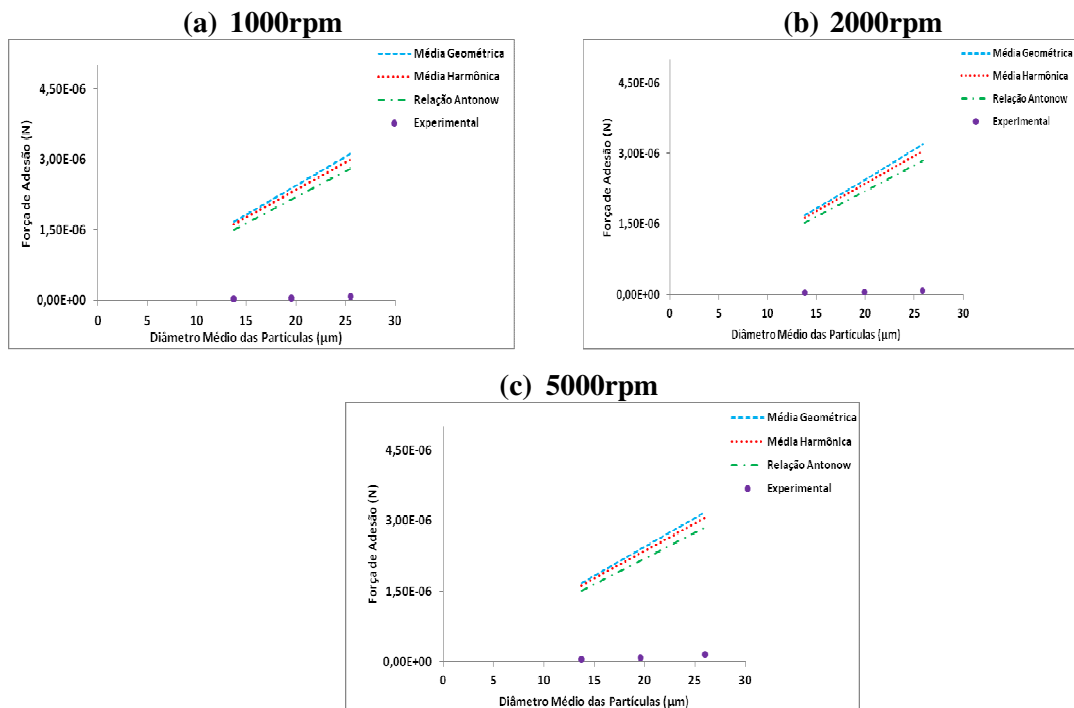 (a) 1000rpm
Média Geométrica
Média Harmônica
Relação Antonow
Experimental
Força de Adesão (N)
4,50E-06
3,00E-06
1,50E-06
0,00E+00
0 5 10 15 20 25 30
Diâmetro Médio das Partículas (µm)
(b) 2000rpm
Média Geométrica
Média Harmônica
Relação Antonow
Experimental
Força de Adesão (N)
4,50E-06
3,00E-06
1,50E-06
0,00E+00
0 5 10 15 20 25 30
Diâmetro Médio das Partículas (µm)
(c) 5000rpm
Média Geométrica
Média Harmônica
Relação Antonow
Experimental
Força de Adesão (N)
4,50E-06
3,00E-06
1,50E-06
0,00E+00
0 5 10 15 20 25 30
Diâmetro Médio das Partículas (µm)